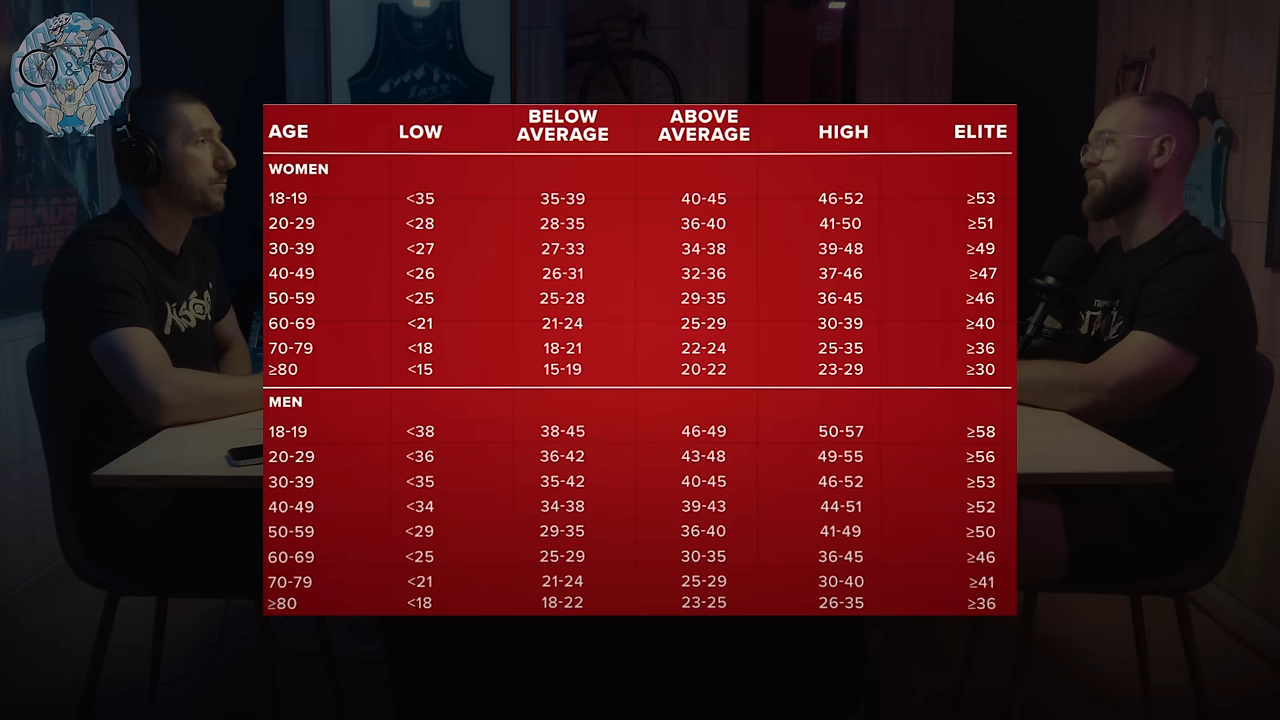 AGE LOW BELOW AVERAGE ABOVE AVERAGE HIGH ELITE
WOMEN
18-19 <35 35-39 40-45 46-52 ≥53
20-29 <28 28-35 36-40 41-50 ≥51
30-39 <27 27-33 34-38 39-48 ≥49
40-49 <26 26-31 32-36 37-46 ≥47
50-59 <25 25-28 29-35 36-45 ≥46
60-69 <21 21-24 25-29 30-39 ≥40
70-79 <18 18-21 22-24 25-35 ≥36
≥80 <15 15-19 20-22 23-29 ≥30
MEN
18-19 <38 38-45 46-49 50-57 ≥58
20-29 <36 36-42 43-48 49-55 ≥56
30-39 <35 35-42 40-45 46-52 ≥53
40-49 <34 34-38 39-43 44-51 ≥52
50-59 <29 29-35 36-40 41-49 ≥50
60-69 <25 25-29 30-35 36-45 ≥46
70-79 <21 21-24 25-29 30-40 ≥41
≥80 <18 18-22 23-25 26-35 ≥36